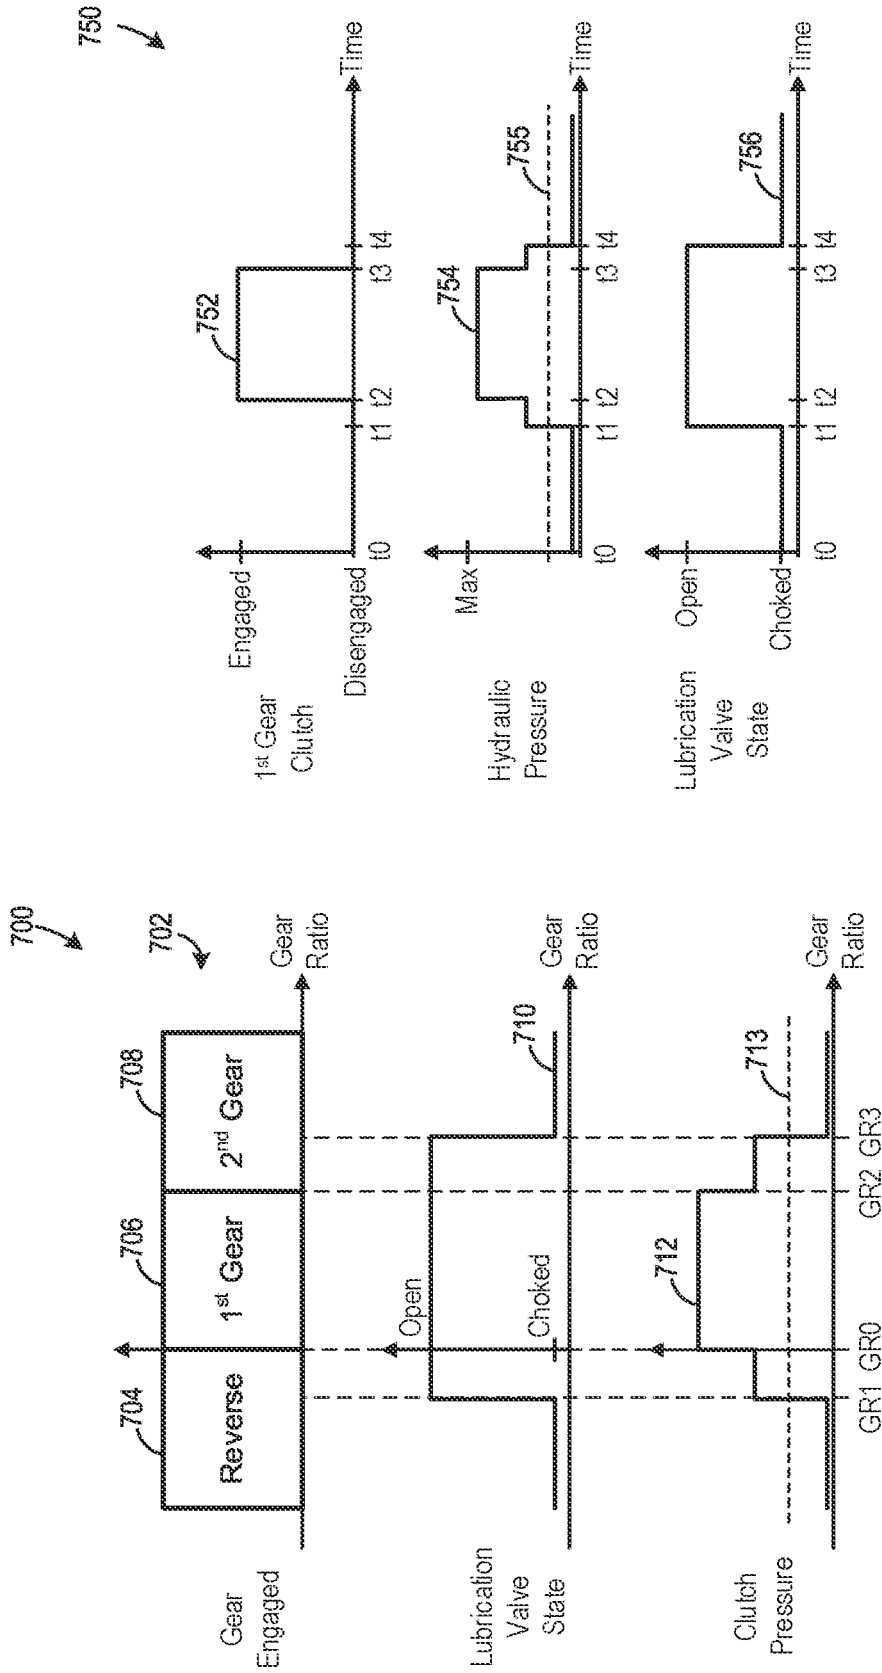 700
702
704
706
708
Reverse
1st Gear
2nd Gear
Gear
Engaged
Gear
Ratio
710
Open
Choked
Lubrication
Valve
State
Gear
Ratio
712
713
Clutch
Pressure
GR1
GR0
GR2
GR3
Gear
Ratio
750
752
Engaged
Disengaged
1st Gear
Clutch
t0
t1
t2
t3
t4
Time
754
755
Max
Hydraulic
Pressure
t0
t1
t2
t3
t4
Time
756
Open
Choked
Lubrication
Valve
State
t0
t1
t2
t3
t4
Time